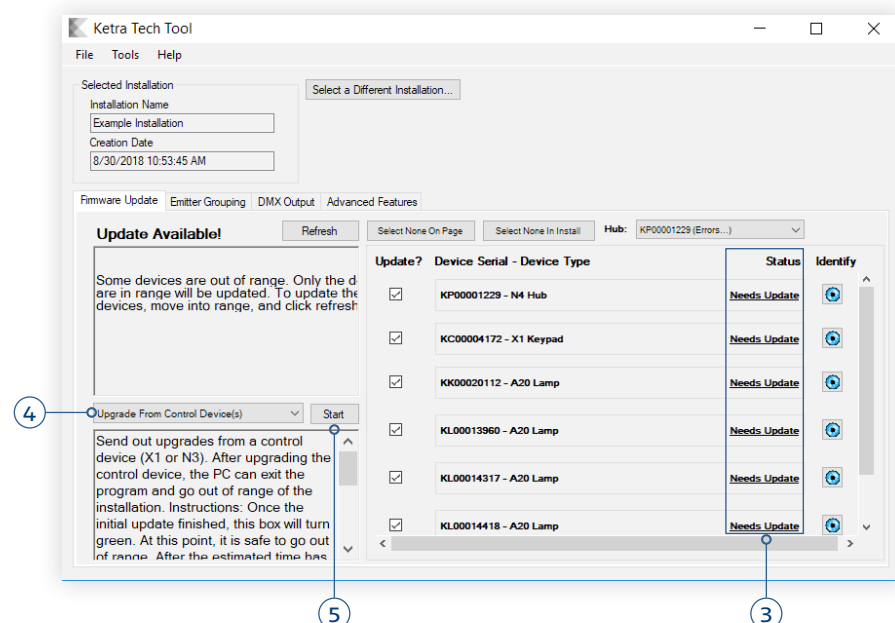 Ketra Tech Tool
File Tools Help
Selected Installation
Installation Name
Example Installation
Creation Date
8/30/2018 10:53:45 AM
Select a Different Installation...
Firmware Update Emitter Grouping DMX Output Advanced Features
Update Available!
Refresh
Some devices are out of range. Only the d
are in range will be updated. To update the
devices, move into range, and click refresh
Upgrade From Control Device(s)
Start
Send out upgrades from a control
device (X1 or N3). After upgrading the
control device, the PC can exit the
program and go out of range of the
installation. Instructions: Once the
initial update finished, this box will turn
green. At this point, it is safe to go out
of range. After the estimated time has
Select None On Page Select None In Install Hub: KP00001229 (Errors...)
Update? Device Serial - Device Type Status Identify
KP00001229 - N4 Hub Needs Update
KC00004172 - X1 Keypad Needs Update
KK00020112 - A20 Lamp Needs Update
KL00013960 - A20 Lamp Needs Update
KL00014317 - A20 Lamp Needs Update
KL00014418 - A20 Lamp Needs Update
4
5
3